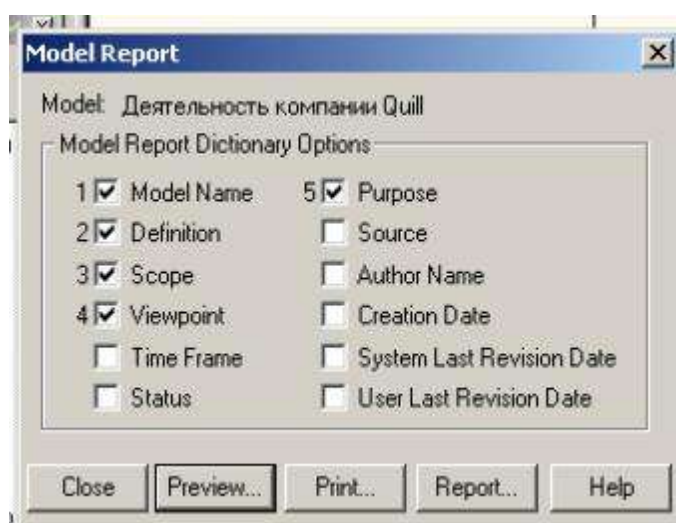 Model Report
Model: Деятельность компании Quill
Model Report Dictionary Options
1 Model Name 5 Purpose
2 Definition Source
3 Scope Author Name
4 Viewpoint Creation Date
Time Frame System Last Revision Date
Status User Last Revision Date
Close Preview... Print... Report... Help